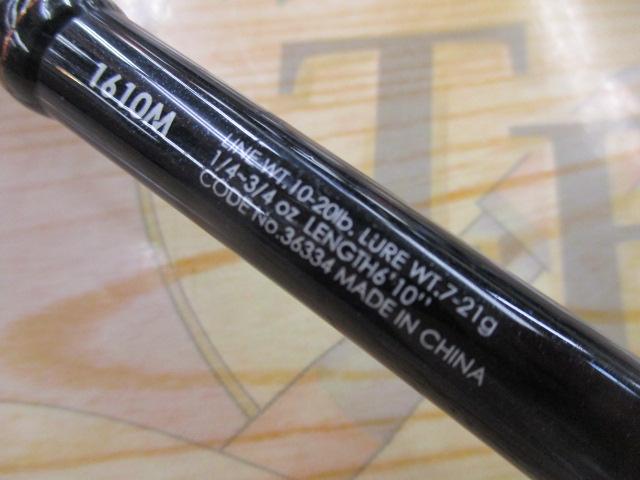 1610M
LINE WT.10-20lb. LURE WT.7-21g
1/4~3/4 oz. LENGTH6'10"
CODE No.36334 MADE IN CHINA